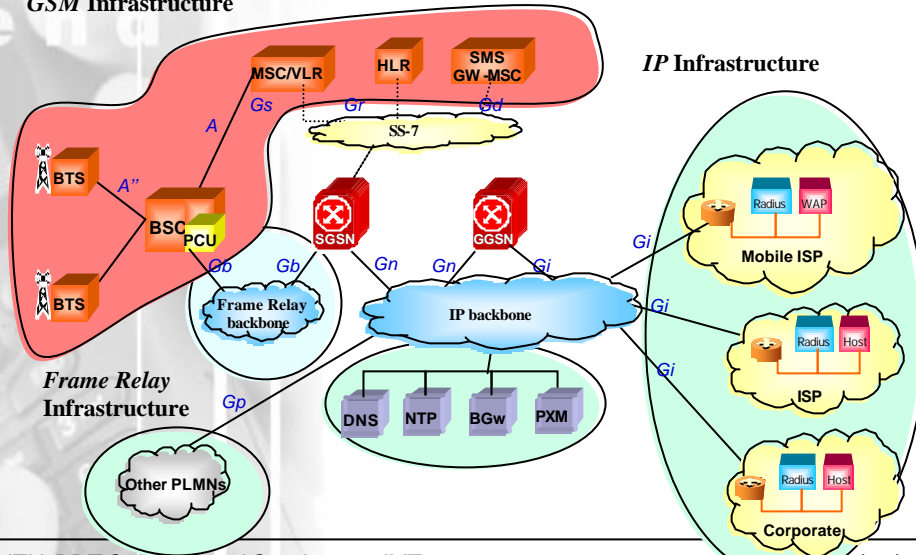 GSM Infrastructure
MSC/VLR
HLR
SMS
GW -MSC
IP Infrastructure
Gs
Gr
Gd
A
SS-7
BTS
A''
BSC
PCU
SGSN
GGSN
Radius
WAP
Mobile ISP
Gi
Gb
Gb
Gn
Gn
Gi
BTS
Frame Relay
backbone
IP backbone
Gi
Radius
Host
ISP
Frame Relay
Infrastructure
Gp
Gi
DNS
NTP
BGw
PXM
Other PLMNs
Radius
Host
Corporate